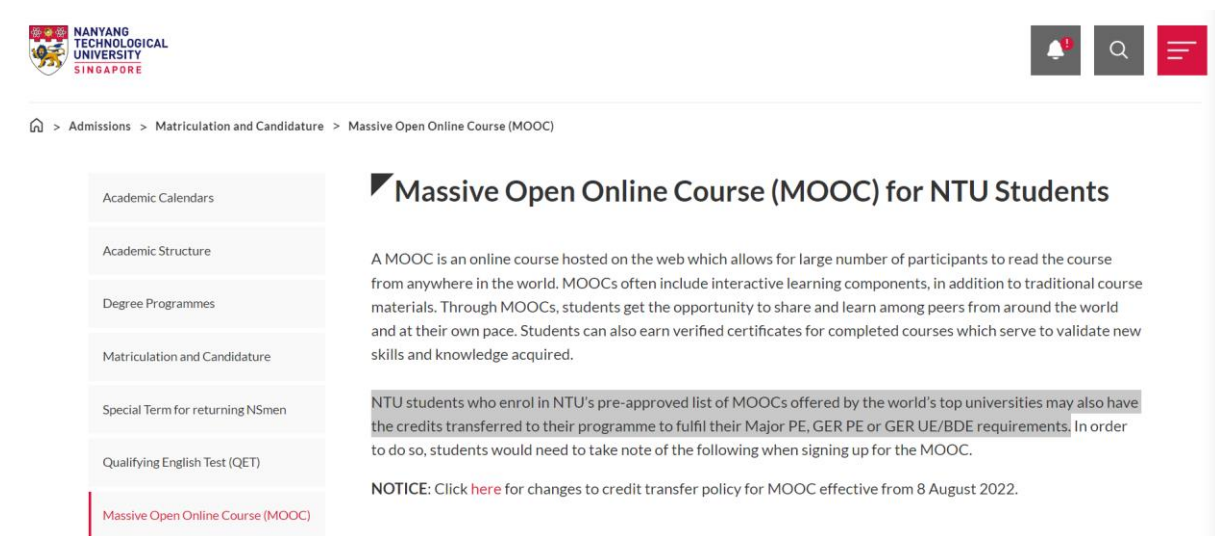 NANYANG
TECHNOLOGICAL
UNIVERSITY
SINGAPORE
!
> Admissions > Matriculation and Candidature > Massive Open Online Course (MOOC)
Academic Calendars
Academic Structure
Degree Programmes
Matriculation and Candidature
Special Term for returning NSmen
Qualifying English Test (QET)
Massive Open Online Course (MOOC)
Massive Open Online Course (MOOC) for NTU Students
A MOOC is an online course hosted on the web which allows for large number of participants to read the course
from anywhere in the world. MOOCs often include interactive learning components, in addition to traditional course
materials. Through MOOCs, students get the opportunity to share and learn among peers from around the world
and at their own pace. Students can also earn verified certificates for completed courses which serve to validate new
skills and knowledge acquired.
NTU students who enrol in NTU's pre-approved list of MOOCs offered by the world's top universities may also have
the credits transferred to their programme to fulfil their Major PE, GER PE or GER UE/BDE requirements. In order
to do so, students would need to take note of the following when signing up for the MOOC.
NOTICE: Click here for changes to credit transfer policy for MOOC effective from 8 August 2022.